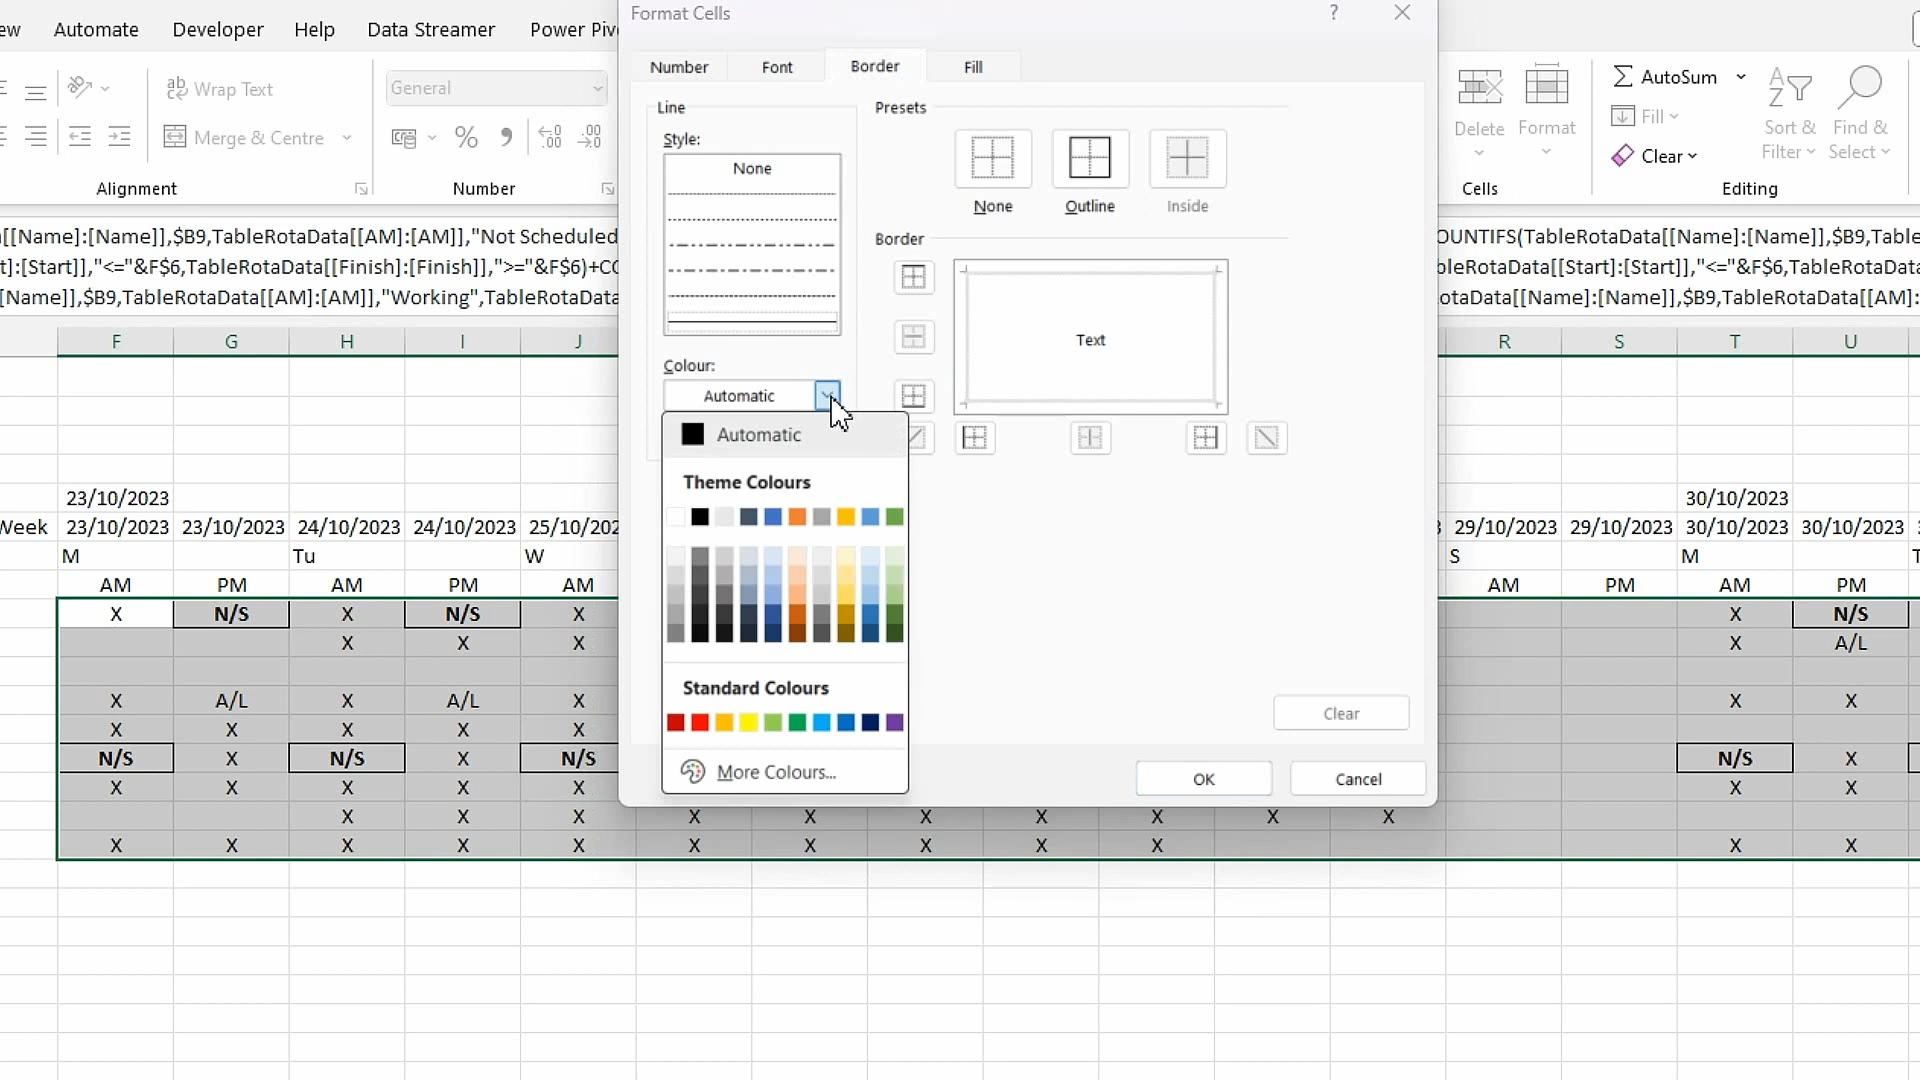 ew Automate Developer Help Data Streamer Power Piv
Format Cells ?
Number Font Border Fill
Wrap Text
Merge & Centre
General
Alignment Number
Delete Format
Cells
AutoSum
Fill
Clear
Sort & Filter
Find & Select
Editing
[[Name]:[Name]],$B9,TableRotaData[[AM]:[AM]],"Not Scheduled
OUNTIFS(TableRotaData[[Name]:[Name]],$B9,Table
t]:[Start]],"<="&F$6,TableRotaData[[Finish]:[Finish]],">="&F$6)+CO
bleRotaData[[Start]:[Start]],"<="&F$6,TableRotaData
[Name]],$B9,TableRotaData[[AM]:[AM]],"Working",TableRotaData
otaData[[Name]:[Name]],$B9,TableRotaData[[AM]:
Line
Style:
None
Colour:
Automatic
Automatic
Theme Colours
Standard Colours
More Colours...
Presets
None Outline Inside
Border
Text
Clear
OK Cancel
F G H I J R S T U
23/10/2023 30/10/2023
Week 23/10/2023 23/10/2023 24/10/2023 24/10/2023 25/10/202 29/10/2023 29/10/2023 30/10/2023 30/10/2023
M Tu W S M T
AM PM AM PM AM AM PM AM PM
X N/S X N/S X X N/S
X X X X A/L
X A/L X A/L X X X
X X X X X
N/S X N/S X N/S N/S X
X X X X X X X
X X X X X X X X X X
X X X X X X X X X X X X